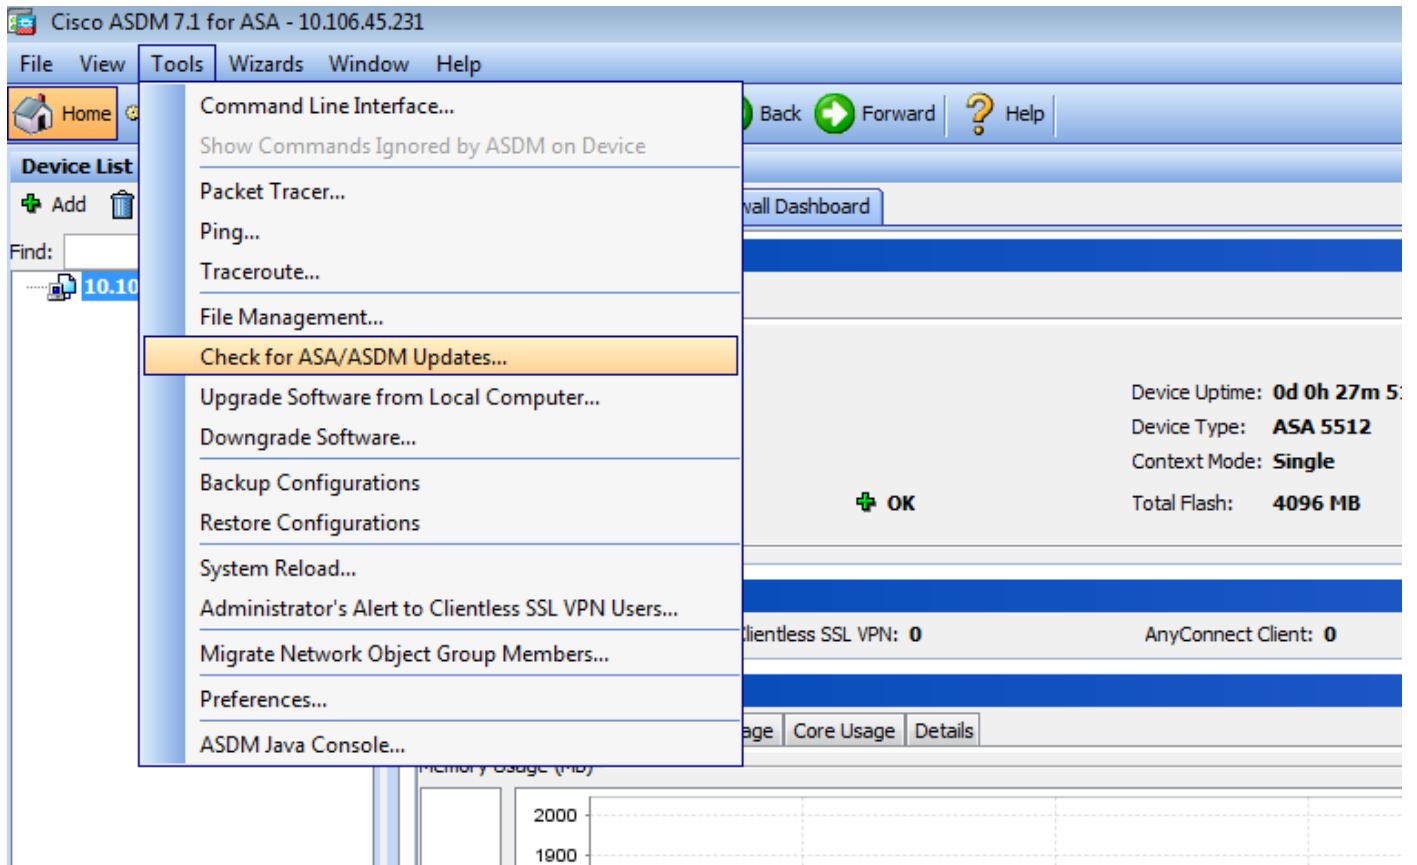 Cisco ASDM 7.1 for ASA - 10.106.45.231
File View Tools Wizards Window Help
Home Back Forward Help
Command Line Interface...
Show Commands Ignored by ASDM on Device
Device List
Packet Tracer...
Add
wall Dashboard
Ping...
Find:
Traceroute...
10.10
File Management...
Check for ASA/ASDM Updates...
Upgrade Software from Local Computer...
Downgrade Software...
Backup Configurations
Restore Configurations
System Reload...
Administrator's Alert to Clientless SSL VPN Users...
Migrate Network Object Group Members...
Preferences...
ASDM Java Console...
Device Uptime: 0d 0h 27m 51
Device Type: ASA 5512
Context Mode: Single
OK
Total Flash: 4096 MB
lientless SSL VPN: 0 AnyConnect Client: 0
age Core Usage Details
Memory Usage (MB)
2000
1900